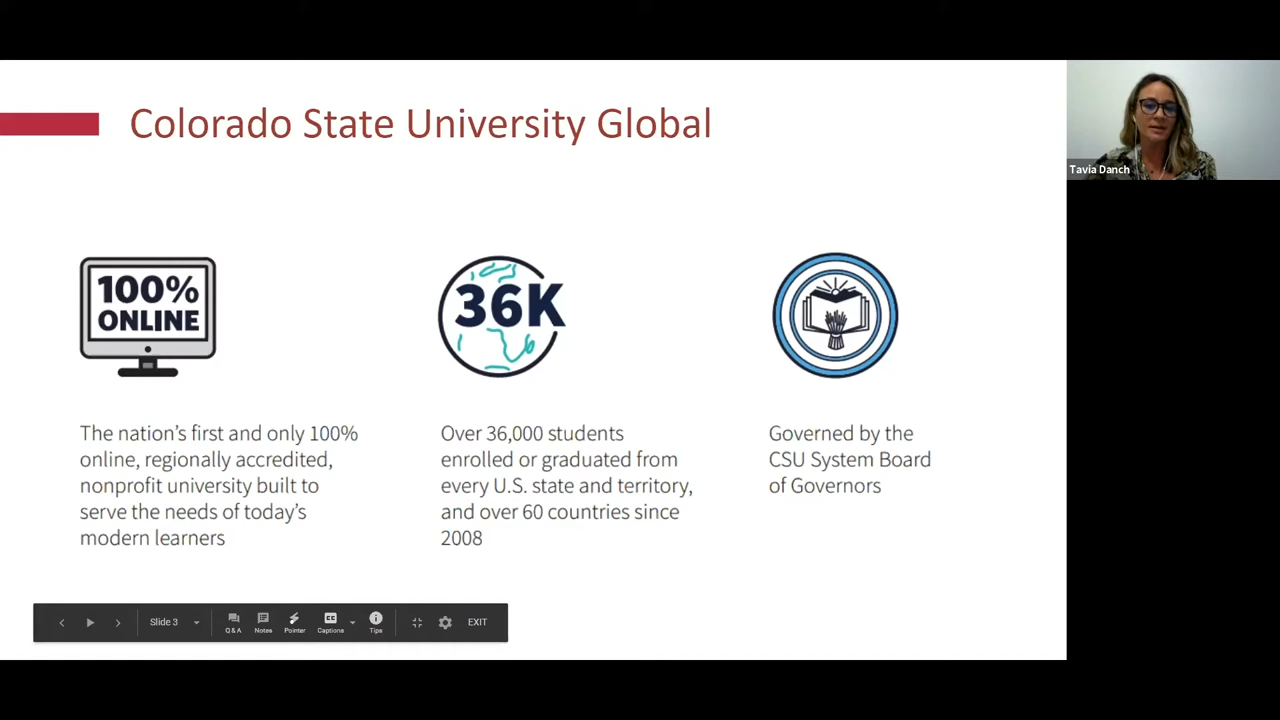 Colorado State University Global
Tavia Danch
100%
ONLINE
36K
The nation's first and only 100%
online, regionally accredited,
nonprofit university built to
serve the needs of today's
modern learners
Over 36,000 students
enrolled or graduated from
every U.S. state and territory,
and over 60 countries since
2008
Governed by the
CSU System Board
of Governors
Slide 3
Q & A
Notes
Pointer
CC
Captions
Tips
EXIT